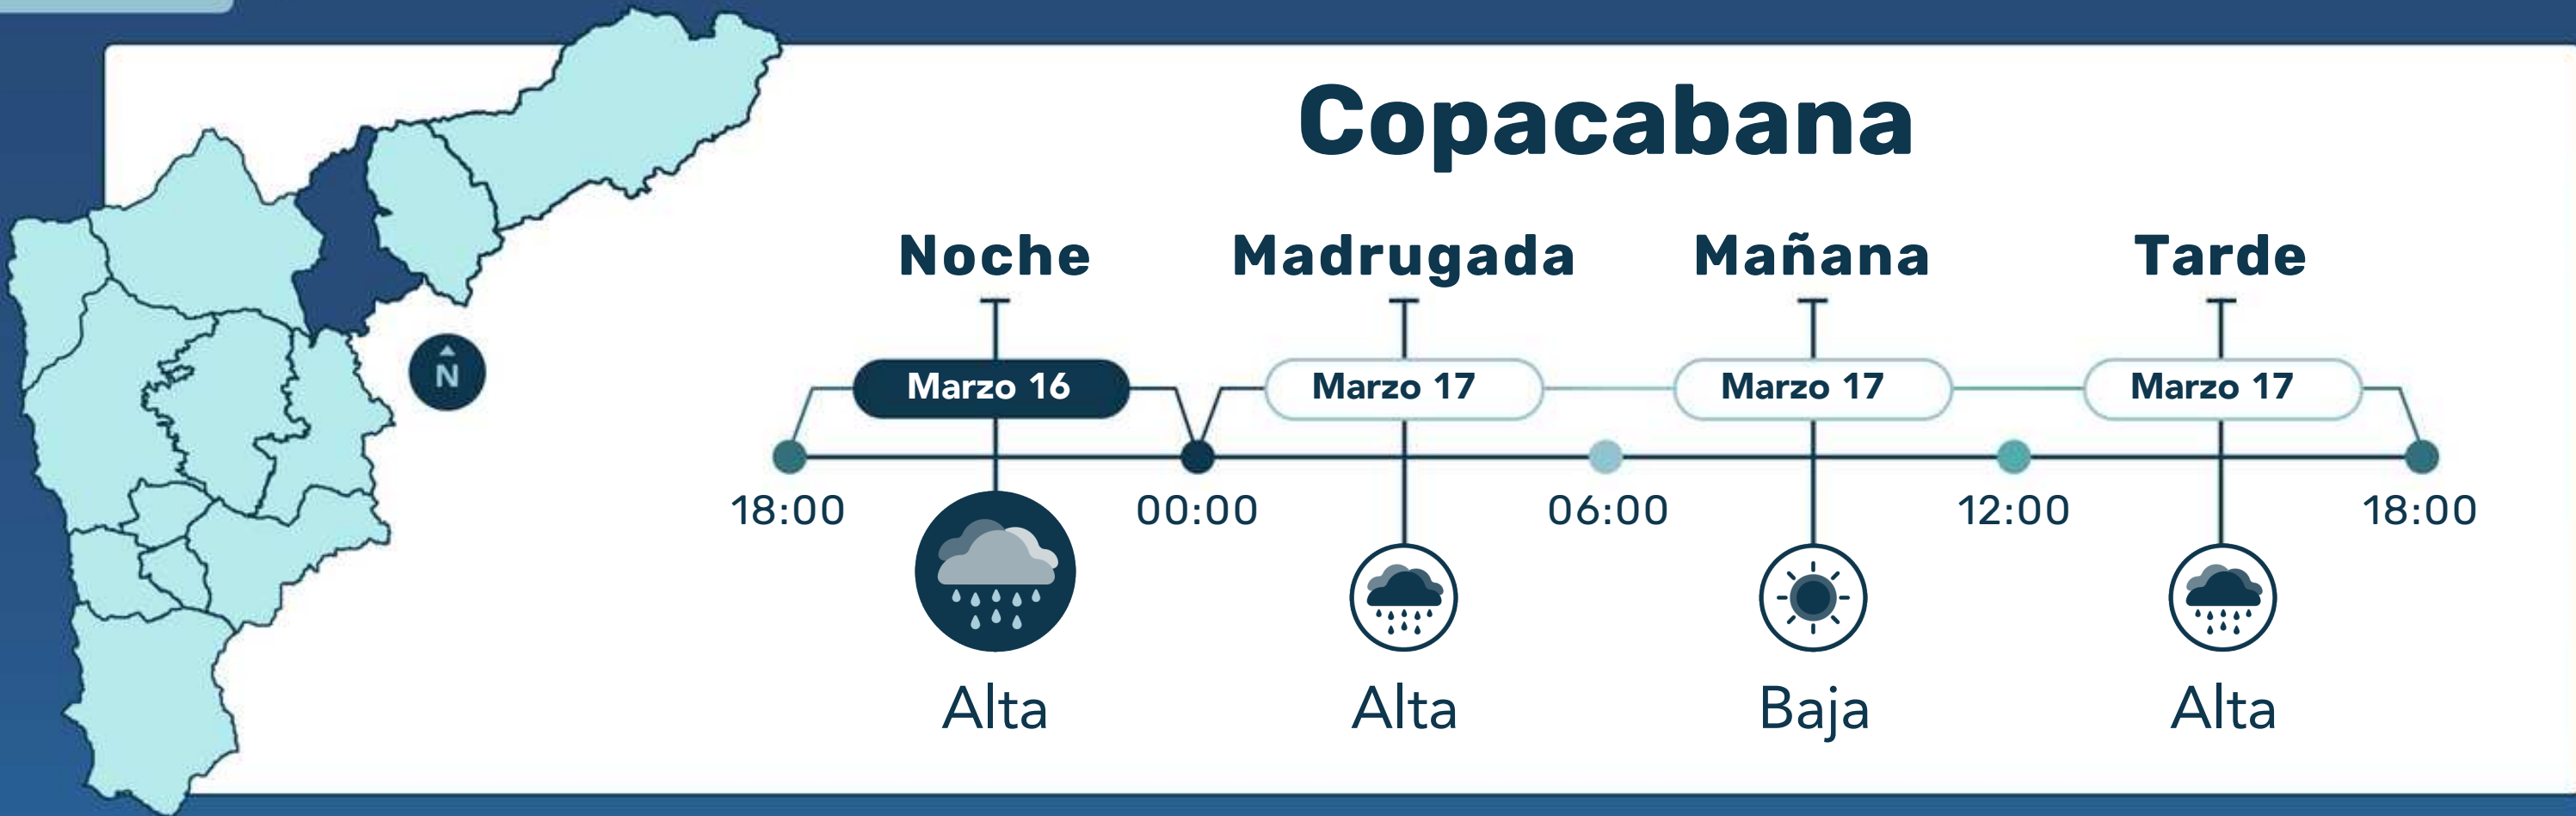 Copacabana
Noche Madrugada Mañana Tarde
N
Marzo 16 Marzo 17 Marzo 17 Marzo 17
18:00 00:00 06:00 12:00 18:00
Alta Alta Baja Alta